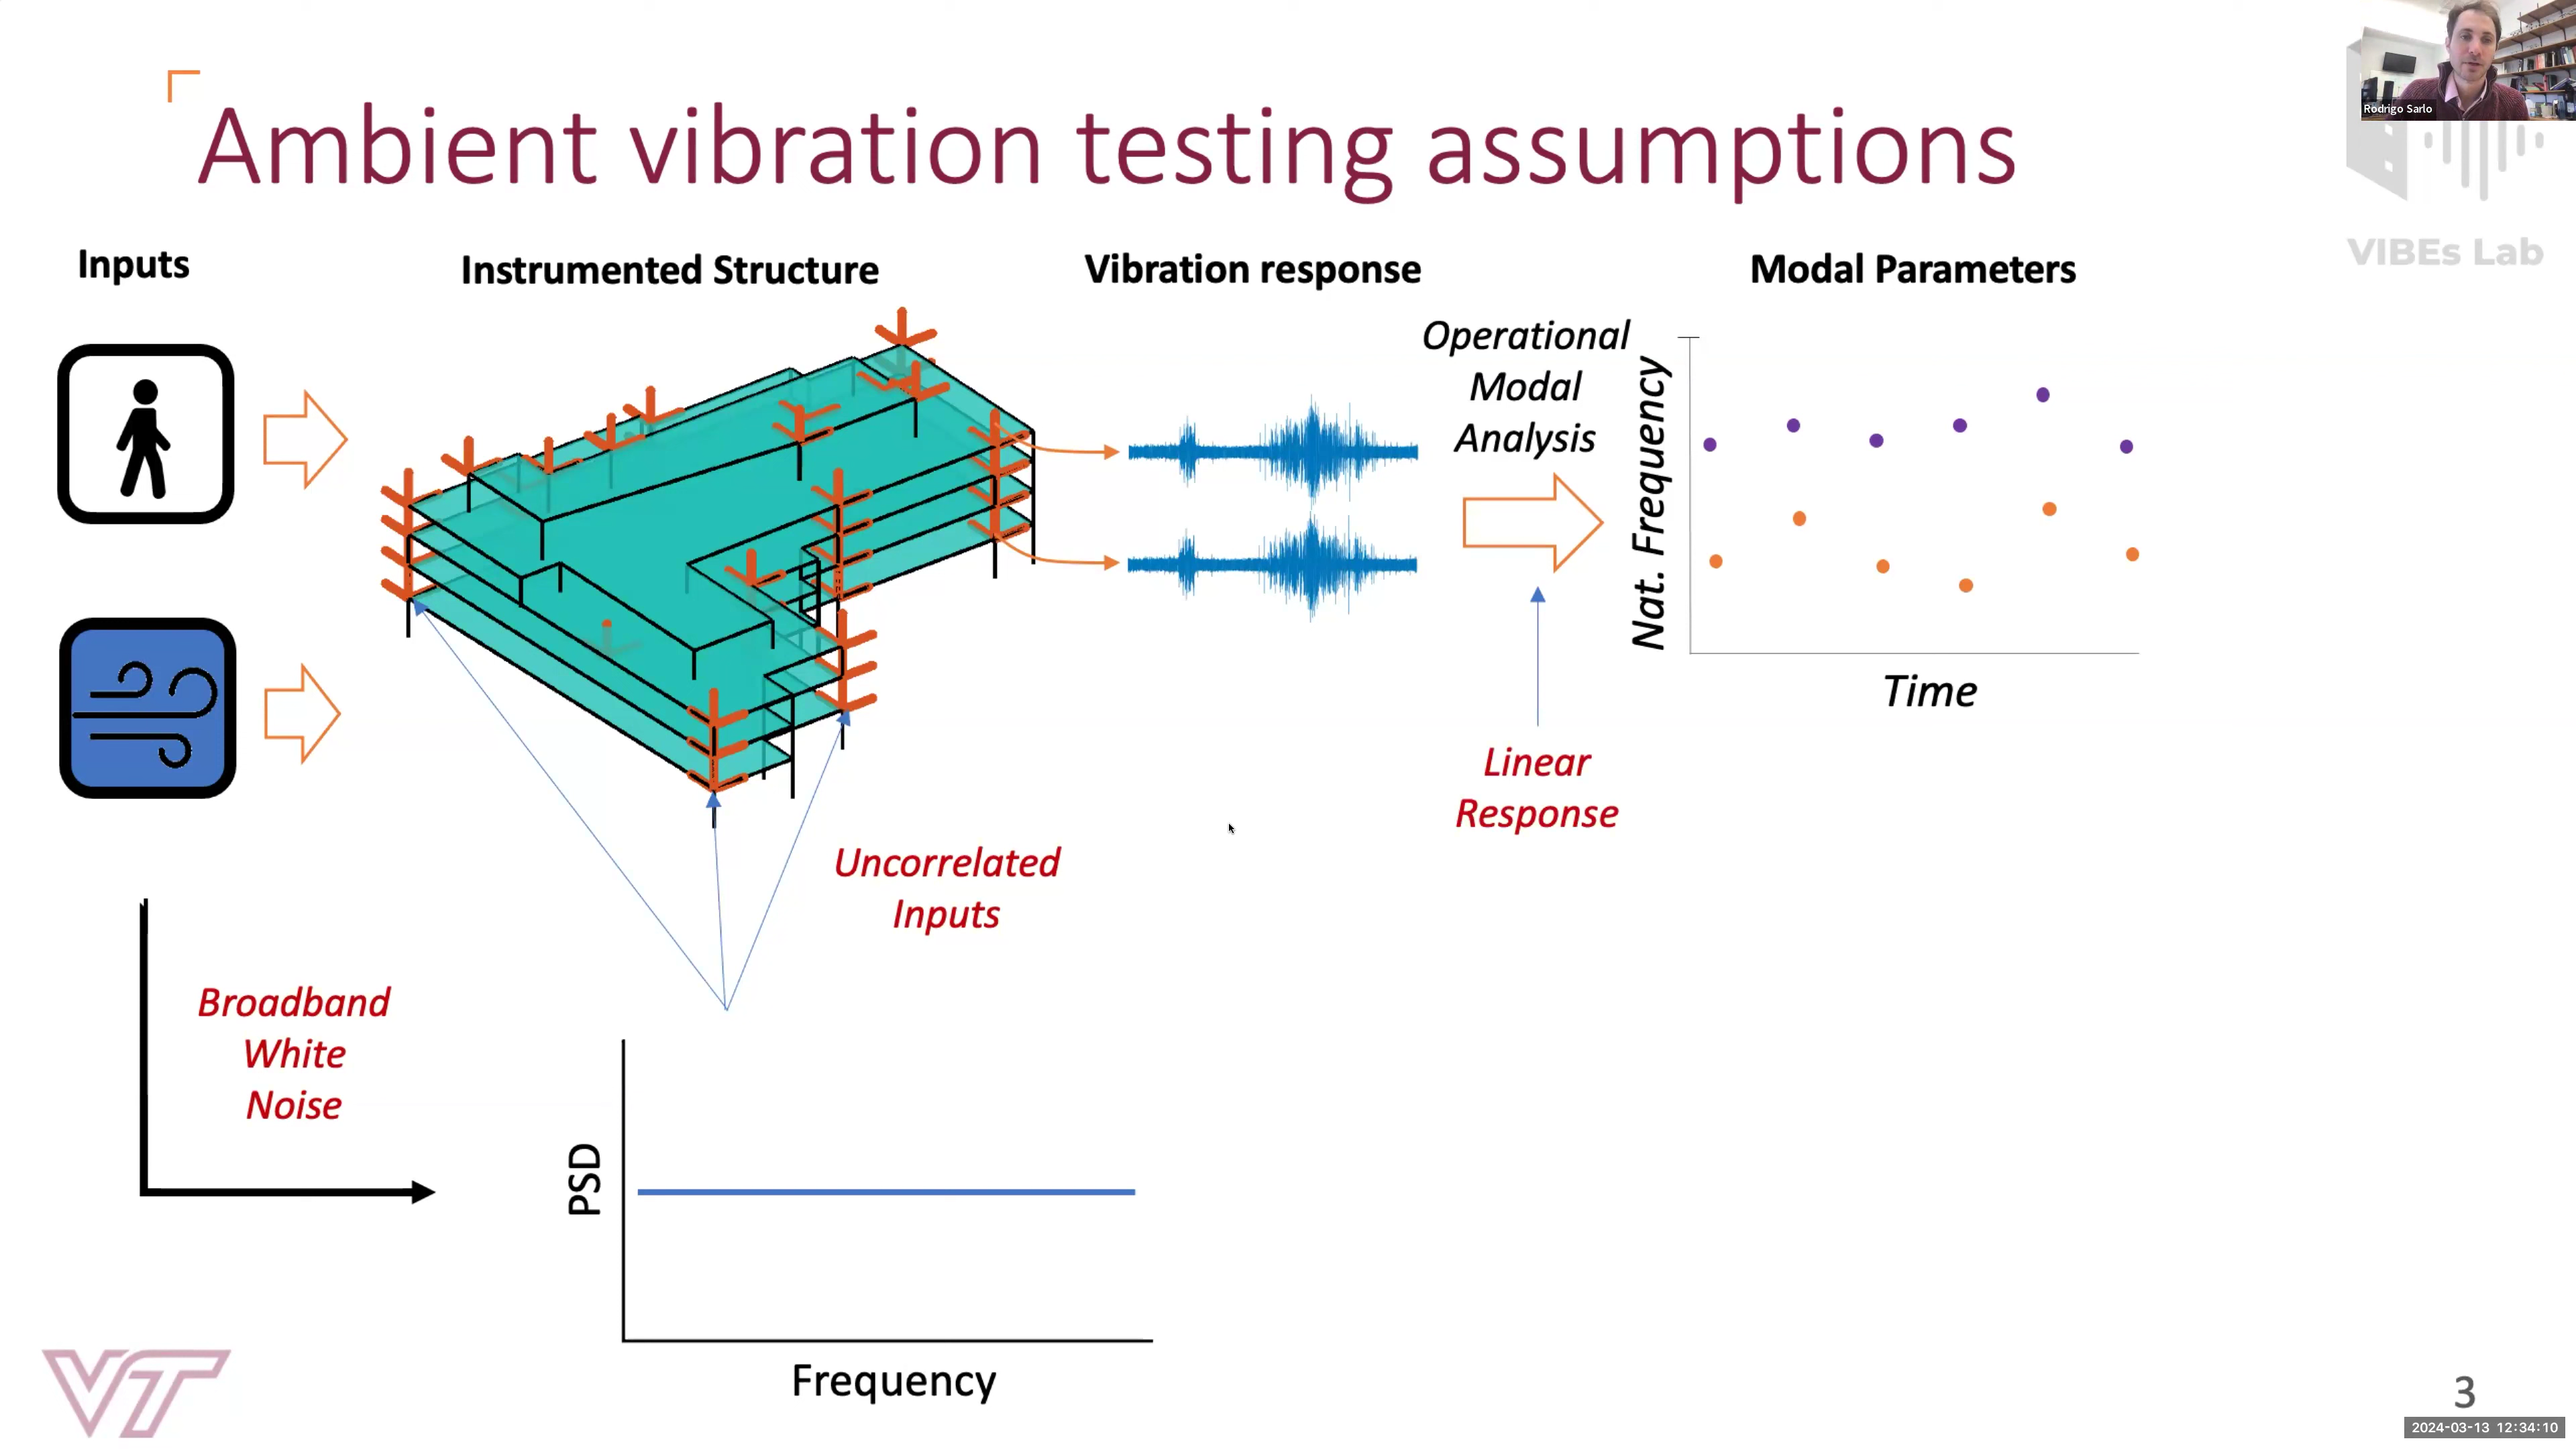 Rodrigo Sarlo
Ambient vibration testing assumptions
VIBEs Lab
Inputs
Instrumented Structure
Vibration response
Modal Parameters
Operational
Modal
Analysis
Nat. Frequency
Time
Linear
Response
Uncorrelated
Inputs
Broadband
White
Noise
PSD
Frequency
VT
3
2024-03-13 12:34:10